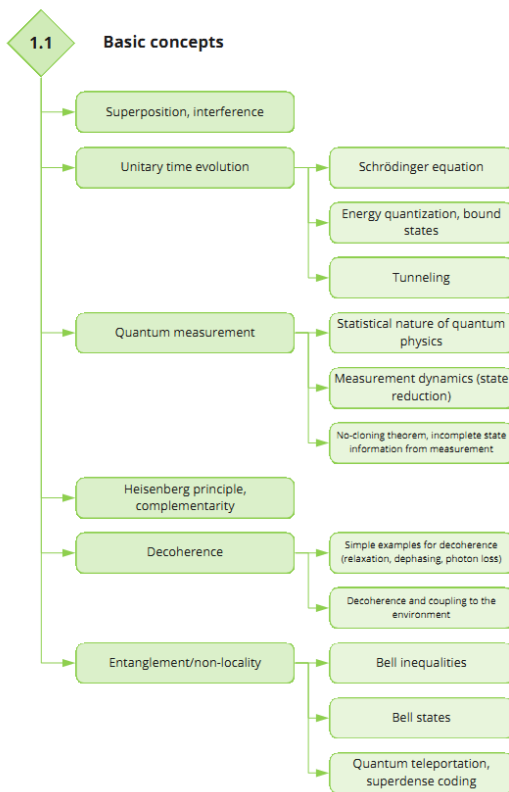 1.1
Basic concepts
Superposition, interference
Unitary time evolution
Schrödinger equation
Energy quantization, bound
states
Tunneling
Quantum measurement
Statistical nature of quantum
physics
Measurement dynamics (state
reduction)
No-cloning theorem, incomplete state
information from measurement
Heisenberg principle,
complementarity
Decoherence
Simple examples for decoherence
(relaxation, dephasing, photon loss)
Decoherence and coupling to the
environment
Entanglement/non-locality
Bell inequalities
Bell states
Quantum teleportation,
superdense coding